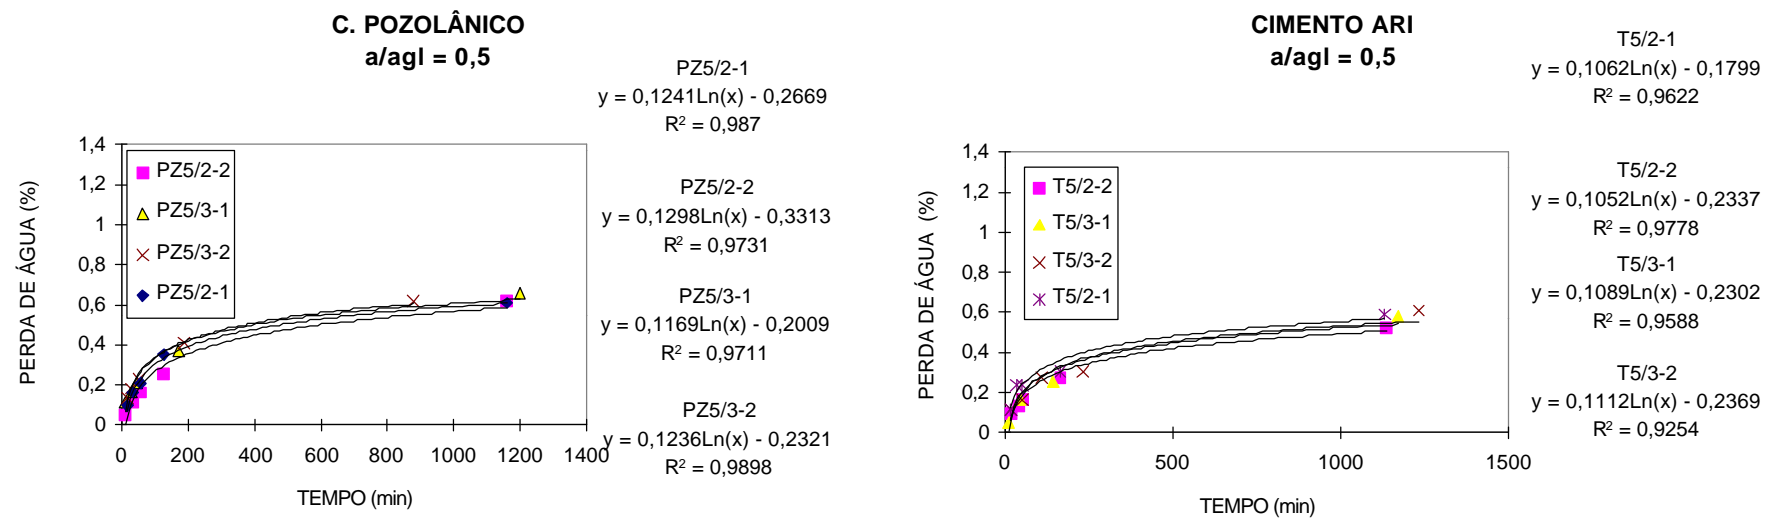 C. POZOLÂNICO
a/agl = 0,5
PZ5/2-1
y = 0,1241Ln(x) - 0,2669
R² = 0,987
PZ5/2-2
y = 0,1298Ln(x) - 0,3313
R² = 0,9731
PZ5/3-1
y = 0,1169Ln(x) - 0,2009
R² = 0,9711
PZ5/3-2
y = 0,1236Ln(x) - 0,2321
R² = 0,9898
PERDA DE ÁGUA (%)
1,4
1,2
1
0,8
0,6
0,4
0,2
0
PZ5/2-2
PZ5/3-1
PZ5/3-2
PZ5/2-1
0 200 400 600 800 1000 1200 1400
TEMPO (min)
CIMENTO ARI
a/agl = 0,5
T5/2-1
y = 0,1062Ln(x) - 0,1799
R² = 0,9622
T5/2-2
y = 0,1052Ln(x) - 0,2337
R² = 0,9778
T5/3-1
y = 0,1089Ln(x) - 0,2302
R² = 0,9588
T5/3-2
y = 0,1112Ln(x) - 0,2369
R² = 0,9254
PERDA DE ÁGUA (%)
1,4
1,2
1
0,8
0,6
0,4
0,2
0
T5/2-2
T5/3-1
T5/3-2
T5/2-1
0 500 1000 1500
TEMPO (min)